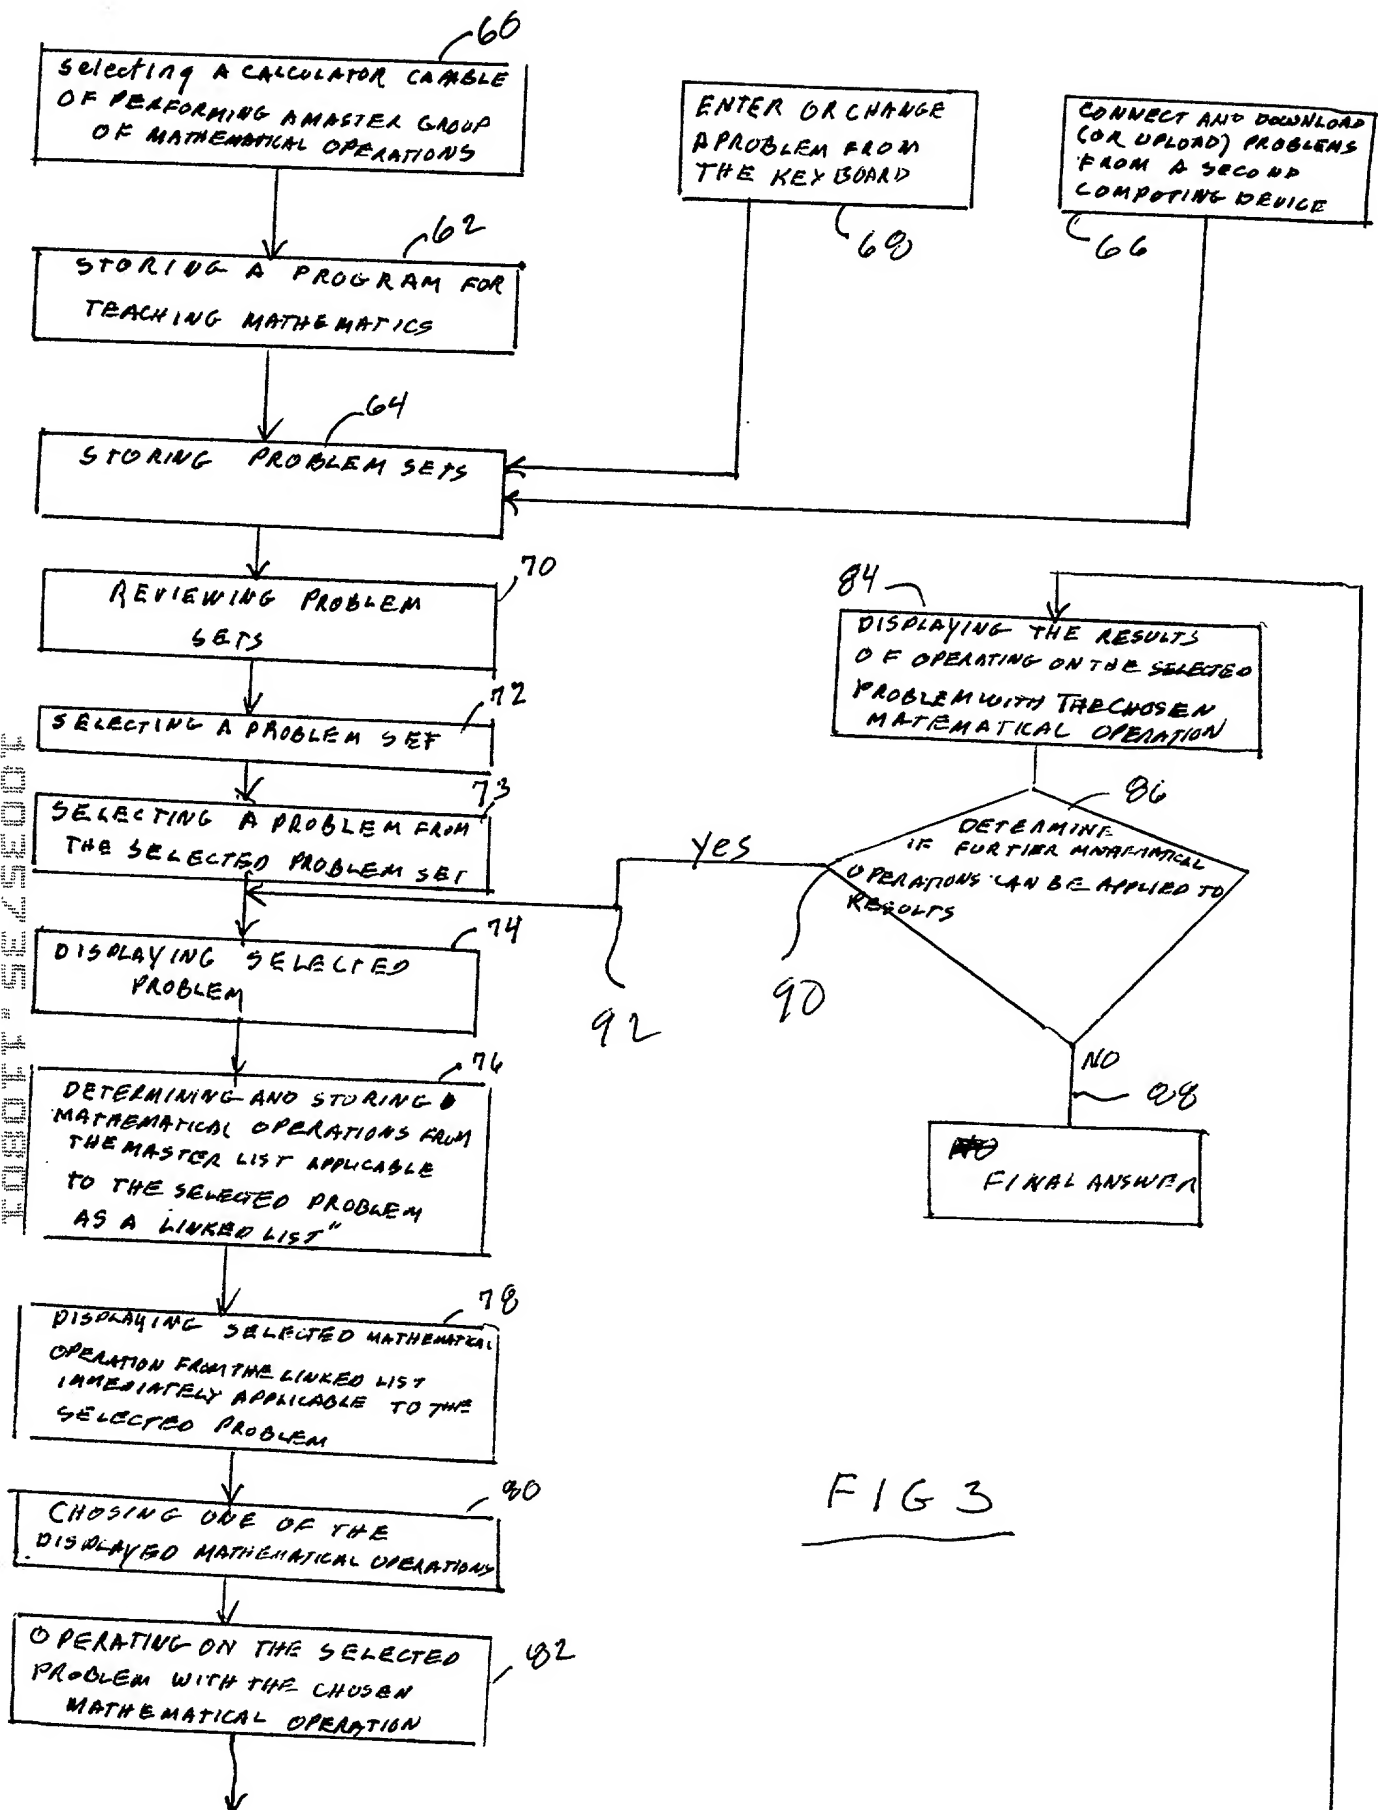 60
Selecting A CALCULATOR CAPABLE
OF PERFORMING A MASTER GROUP
OF MATHEMATICAL OPERATIONS
ENTER OR CHANGE
A PROBLEM FROM
THE KEYBOARD
68
CONNECT AND DOWNLOAD
(OR UPLOAD) PROBLEMS
FROM A SECOND
COMPUTING DEVICE
66
62
STORING A PROGRAM FOR
TEACHING MATHEMATICS
64
STORING PROBLEM SETS
70
REVIEWING PROBLEM
SETS
72
SELECTING A PROBLEM SET
73
SELECTING A PROBLEM FROM
THE SELECTED PROBLEM SET
74
DISPLAYING SELECTED
PROBLEM
76
DETERMINING AND STORING
MATHEMATICAL OPERATIONS FROM
THE MASTER LIST APPLICABLE
TO THE SELECTED PROBLEM
AS A LINKED LIST"
78
DISPLAYING SELECTED MATHEMATICAL
OPERATION FROM THE LINKED LIST
IMMEDIATELY APPLICABLE TO THE
SELECTED PROBLEM
80
CHOSING ONE OF THE
DISPLAYED MATHEMATICAL OPERATIONS
82
OPERATING ON THE SELECTED
PROBLEM WITH THE CHOSEN
MATHEMATICAL OPERATION
84
DISPLAYING THE RESULTS
OF OPERATING ON THE SELECTED
PROBLEM WITH THE CHOSEN
MATEMATICAL OPERATION
86
DETERMINE
IF FURTHER MATHEMATICAL
OPERATIONS CAN BE APPLIED TO
RESULTS
yes
90
92
NO
88
FINAL ANSWER
FIG 3